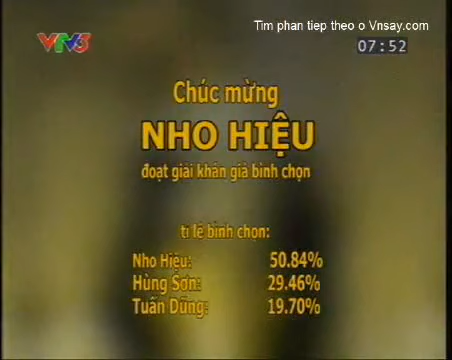 Tim phan tiep theo o Vnsay.com
VTV3
07:52
Chúc mừng
NHO HIỆU
đoạt giải khán giả bình chọn
tỉ lệ bình chọn:
Nho Hiệu: 50.84%
Hùng Sơn: 29.46%
Tuấn Dũng: 19.70%